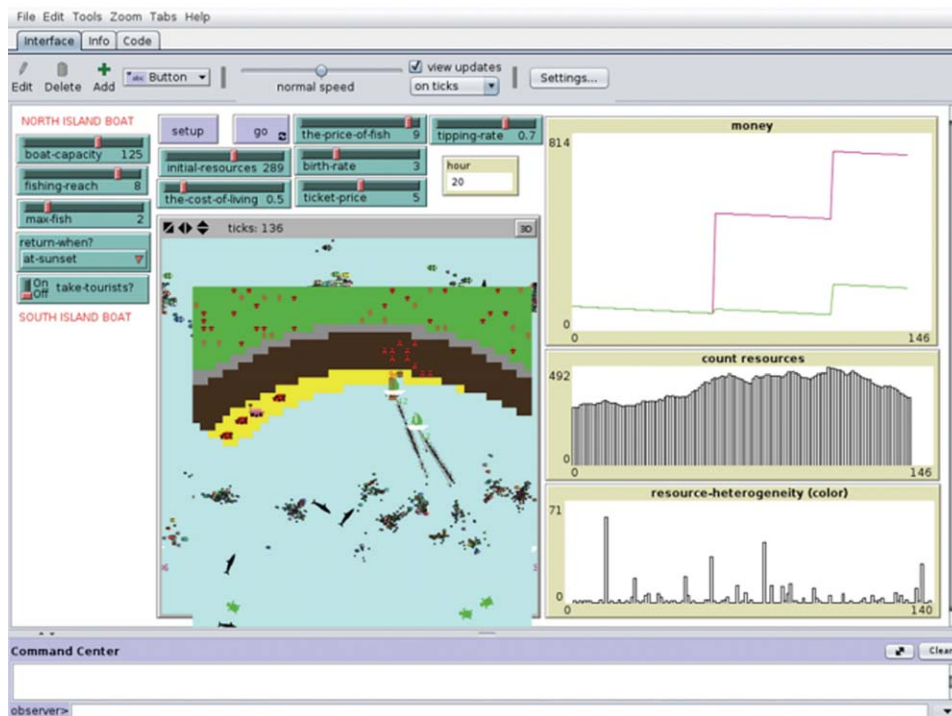 File Edit Tools Zoom Tabs Help
Interface Info Code
Edit Delete Add
abc Button
normal speed
view updates
on ticks
Settings...
NORTH ISLAND BOAT
boat-capacity 125
fishing-reach 8
max-fish 2
return-when?
at-sunset
On
Off
take-tourists?
SOUTH ISLAND BOAT
setup
go
the-price-of-fish 9
tipping-rate 0.7
initial-resources 289
birth-rate 3
the-cost-of-living 0.5
ticket-price 5
hour
20
ticks: 136
3D
money
814
0
0 146
count resources
492
0
0 146
resource-heterogeneity (color)
71
0
0 140
Command Center
Clear
observer>